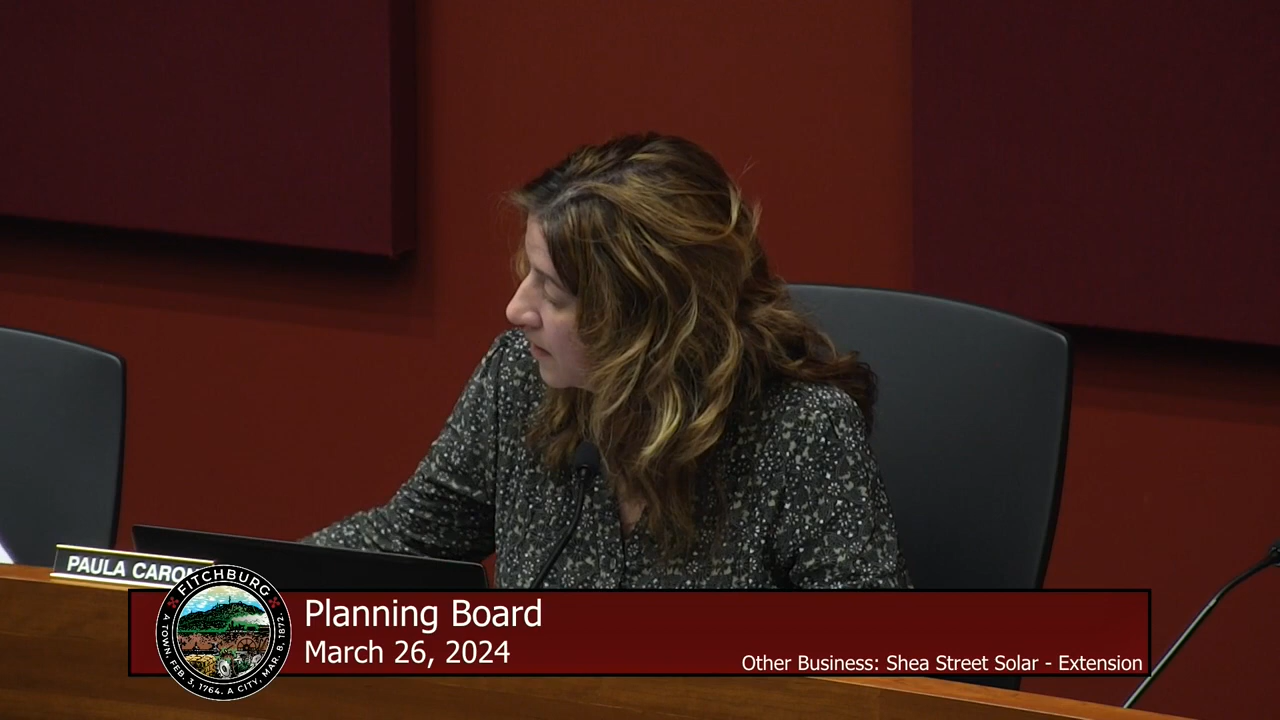 PAULA CARON
FITCHBURG
A TOWN, FEB. 3, 1764. A CITY, MAR. 8, 1872.
Planning Board
March 26, 2024
Other Business: Shea Street Solar - Extension